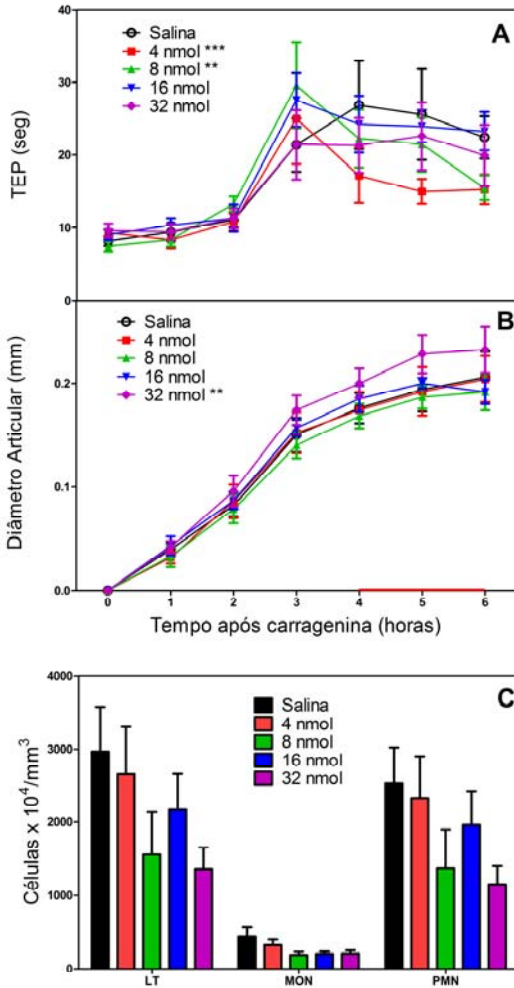 A
Salina
4 nmol ***
8 nmol **
16 nmol
32 nmol
TEP (seg)
40
30
20
10
0
B
Salina
4 nmol
8 nmol
16 nmol
32 nmol **
Diâmetro Articular (mm)
0.2
0.1
0.0
0 1 2 3 4 5 6
Tempo após carragenina (horas)
C
Salina
4 nmol
8 nmol
16 nmol
32 nmol
Células x 10⁴/mm³
4000
3000
2000
1000
0
LT MON PMN